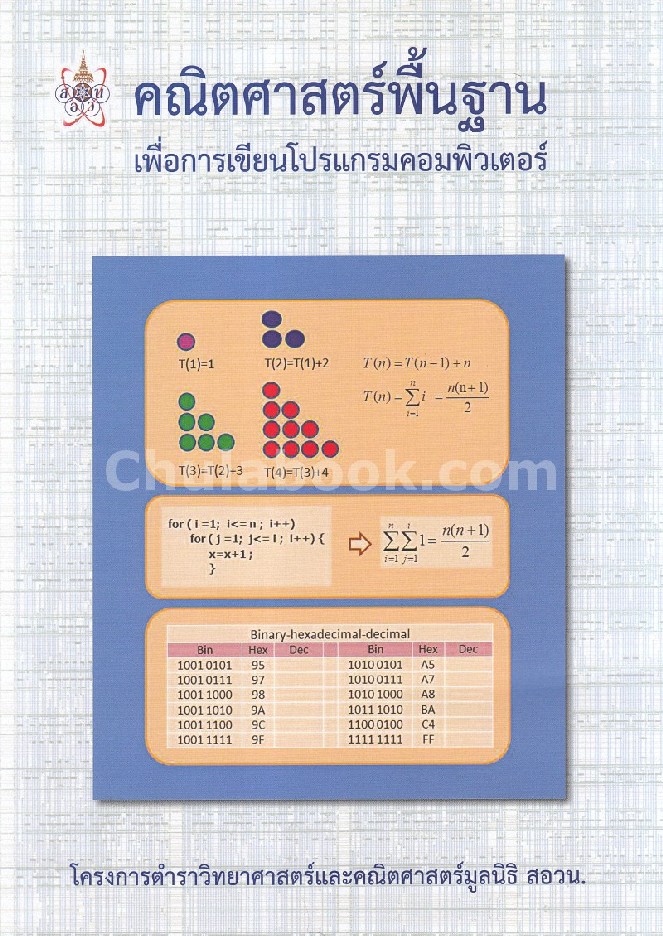 คณิตศาสตร์พื้นฐาน
เพื่อการเขียนโปรแกรมคอมพิวเตอร์
T(1)=1
T(2)=T(1)+2
T(n)=T(n−1)+n
T(n)=∑_{i=1}^{n} i = n(n+1)/2
T(3)=T(2)+3
T(4)=T(3)+4
Chulabook.com
for ( i =1; i<= n ; i++)
for ( j =1; j<= i ; i++) {
x=x+1 ;
}
∑_{i=1}^{n} ∑_{j=1}^{i} 1 = n(n+1)/2
Binary-hexadecimal-decimal
Bin Hex Dec Bin Hex Dec
1001 0101 95 1010 0101 A5
1001 0111 97 1010 0111 A7
1001 1000 98 1010 1000 A8
1001 1010 9A 1011 1010 BA
1001 1100 9C 1100 0100 C4
1001 1111 9F 1111 1111 FF
โครงการตำราวิทยาศาสตร์และคณิตศาสตร์มูลนิธิ สอวน.